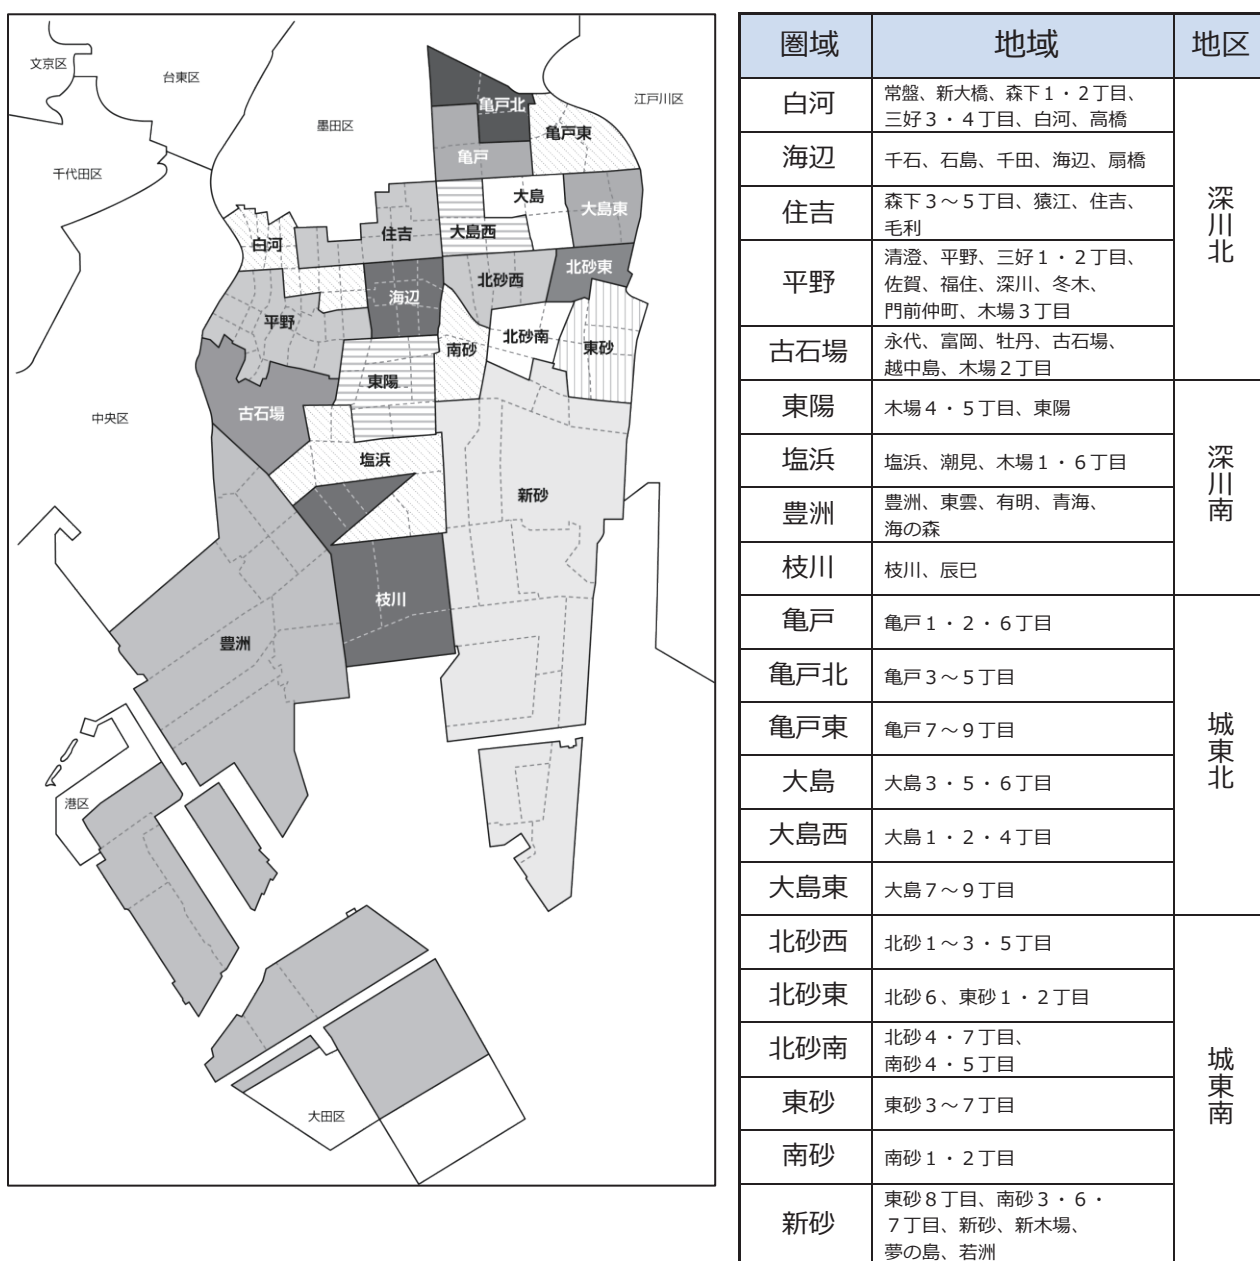 文京区
台東区
墨田区
江戸川区
千代田区
中央区
港区
大田区
亀戸北
亀戸東
亀戸
大島
大島東
大島西
住吉
白河
北砂東
北砂西
海辺
平野
北砂南
南砂
東砂
東陽
古石場
塩浜
新砂
枝川
豊洲
圏域 地域 地区
白河 常盤、新大橋、森下1・2丁目、
三好3・4丁目、白河、高橋
海辺 千石、石島、千田、海辺、扇橋
住吉 森下3~5丁目、猿江、住吉、
毛利
深川北
平野 清澄、平野、三好1・2丁目、
佐賀、福住、深川、冬木、
門前仲町、木場3丁目
古石場 永代、富岡、牡丹、古石場、
越中島、木場2丁目
東陽 木場4・5丁目、東陽
塩浜 塩浜、潮見、木場1・6丁目
深川南
豊洲 豊洲、東雲、有明、青海、
海の森
枝川 枝川、辰巳
亀戸 亀戸1・2・6丁目
亀戸北 亀戸3~5丁目
亀戸東 亀戸7~9丁目
城東北
大島 大島3・5・6丁目
大島西 大島1・2・4丁目
大島東 大島7~9丁目
北砂西 北砂1~3・5丁目
北砂東 北砂6、東砂1・2丁目
北砂南 北砂4・7丁目、
南砂4・5丁目
城東南
東砂 東砂3~7丁目
南砂 南砂1・2丁目
新砂 東砂8丁目、南砂3・6・
7丁目、新砂、新木場、
夢の島、若洲